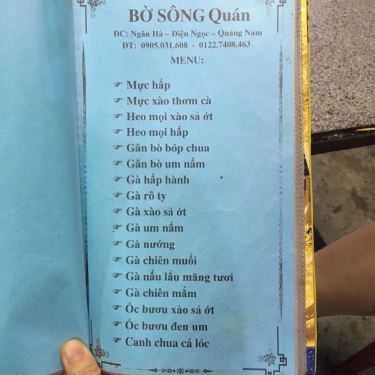 BỜ SÔNG Quán
ĐC: Ngân Hà – Điện Ngọc – Quảng Nam
ĐT: 0905.031.608 - 0122.7408.463
MENU:
Mực hấp
Mực xào thơm cà
Heo mọi xào sả ớt
Heo mọi hấp
Gân bò bóp chua
Gân bò um nấm
Gà hấp hành
Gà rô ty
Gà xào sả ớt
Gà um nấm
Gà nướng
Gà chiên muối
Gà nấu lẩu măng tươi
Gà chiên mắm
Ốc bươu xào sả ớt
Ốc bươu đen um
Canh chua cá lóc